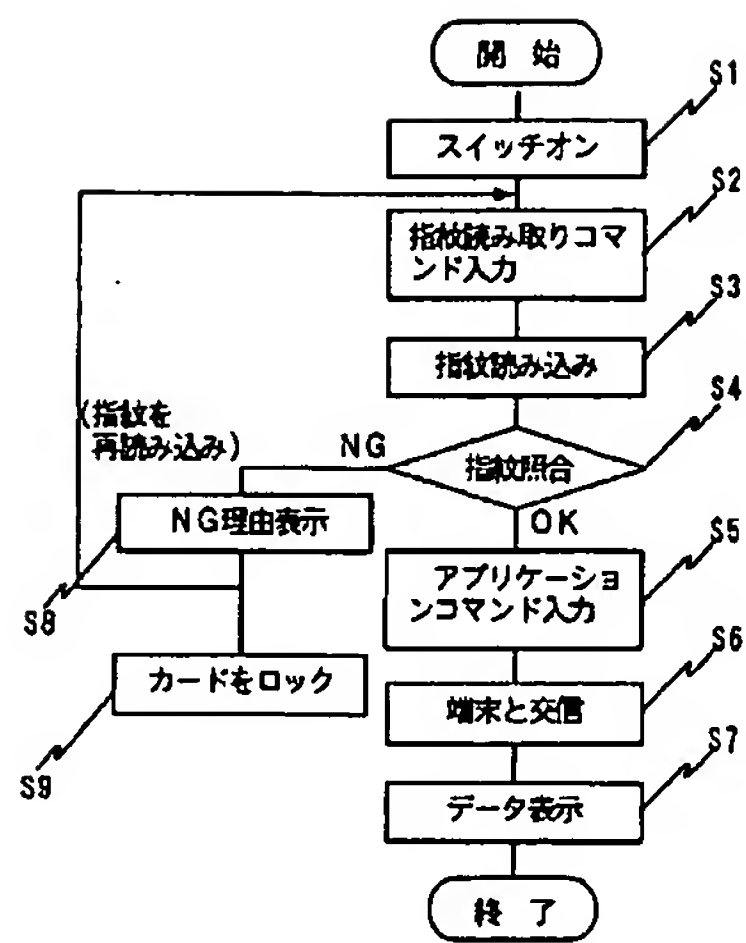 開 始
S1
スイッチオン
S2
指紋読み取りコマ
ンド入力
S3
指紋読み込み
S4
(指紋を
再読み込み)
NG
指紋照合
NG理由表示
OK
S5
アプリケーショ
ンコマンド入力
S8
S6
カードをロック
端末と交信
S9
S7
データ表示
終 了